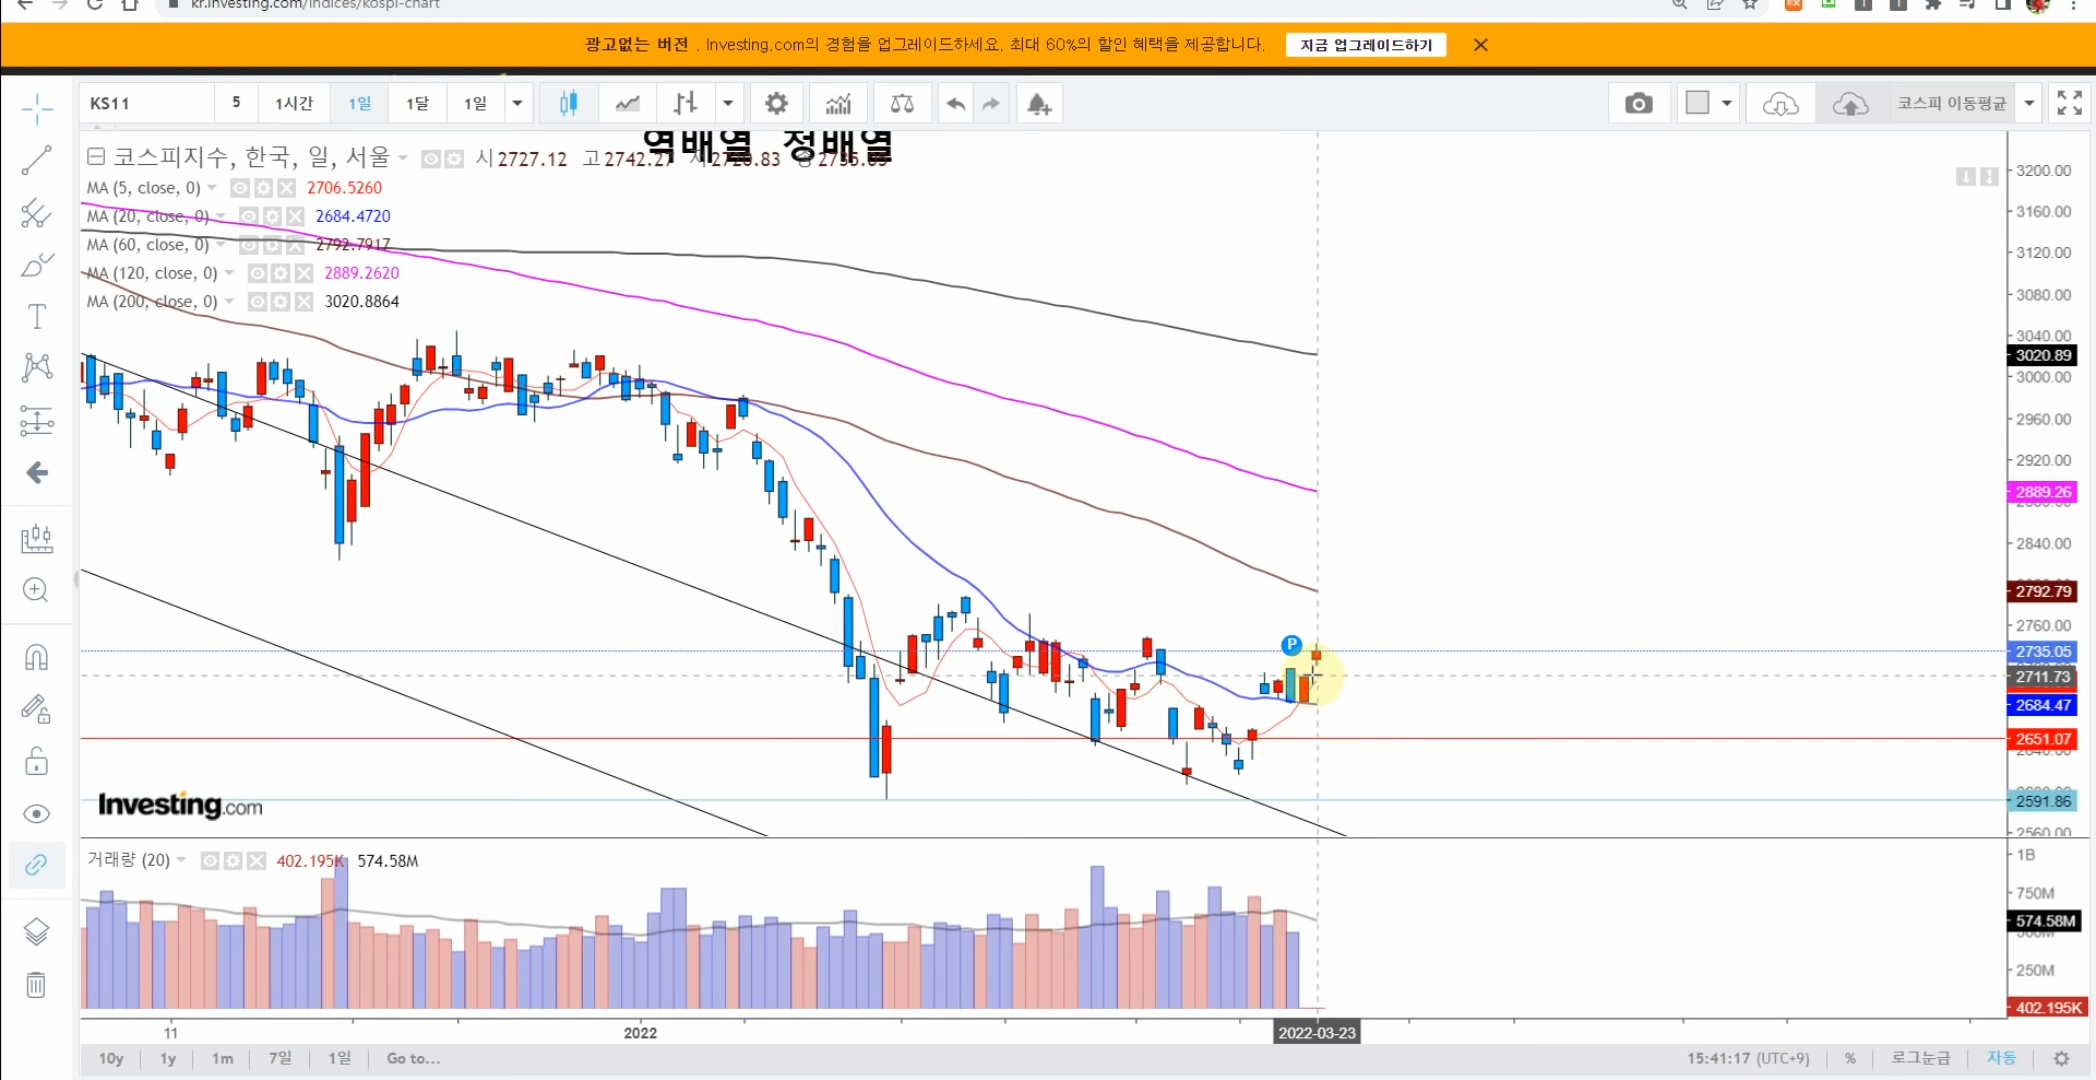 kr.investing.com/indices/kospi-chart
광고없는 버전 . Investing.com의 경험을 업그레이드하세요. 최대 60%의 할인 혜택을 제공합니다. 지금 업그레이드하기
KS11 5 1시간 1일 1달 1일 코스피 이동평균
역배열 정배열
코스피지수, 한국, 일, 서울 시 2727.12 고 2742.27
MA (5, close, 0) 2706.5260
MA (20, close, 0) 2684.4720
MA (60, close, 0) 2792.7917
MA (120, close, 0) 2889.2620
MA (200, close, 0) 3020.8864
3200.00
3160.00
3120.00
3080.00
3040.00
3020.89
3000.00
2960.00
2920.00
2889.26
2840.00
2792.79
2760.00
P
2735.05
2711.73
2684.47
2651.07
2591.86
2560.00
Investing.com
거래량 (20) 402.195K 574.58M
1B
750M
574.58M
250M
402.195K
11 2022 2022-03-23
10y 1y 1m 7일 1일 Go to... 15:41:17 (UTC+9) % 로그눈금 자동